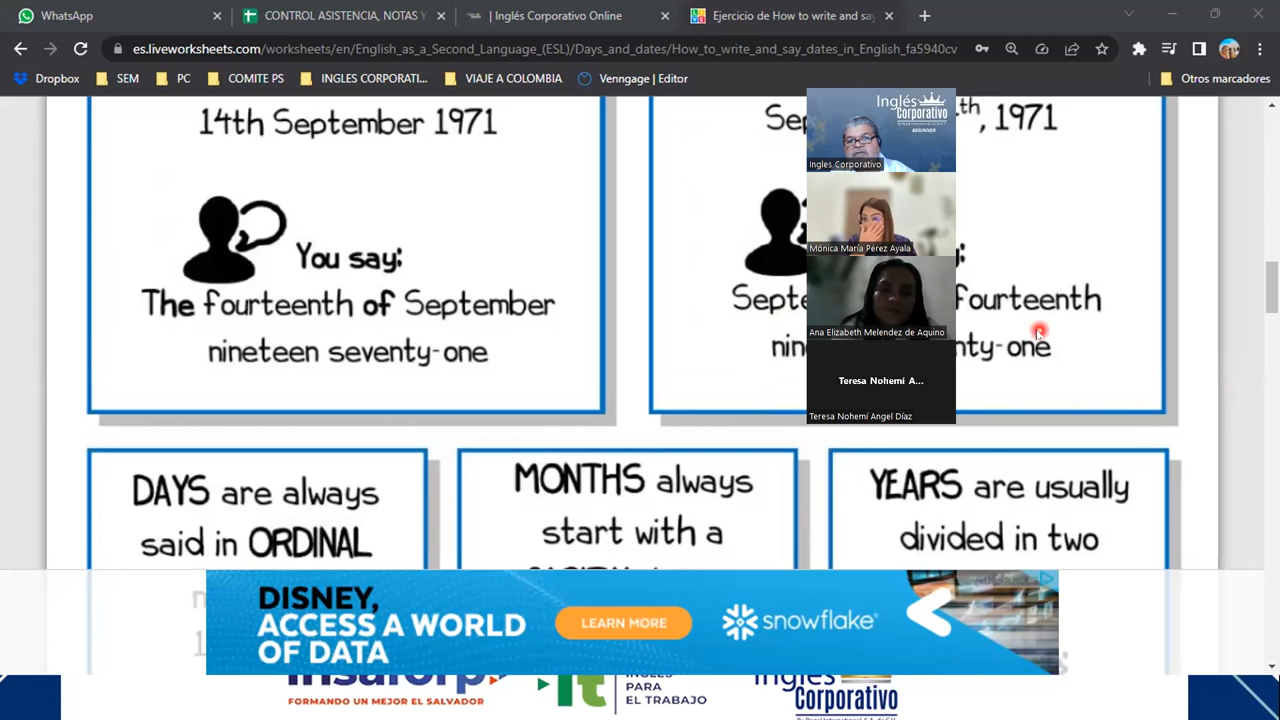 WhatsApp
CONTROL ASISTENCIA, NOTAS Y
| Inglés Corporativo Online
Ejercicio de How to write and say
es.liveworksheets.com/worksheets/en/English_as_a_Second_Language_(ESL)/Days_and_dates/How_to_write_and_say_dates_in_English_fa5940cv
Dropbox
SEM
PC
COMITE PS
INGLES CORPORATI...
VIAJE A COLOMBIA
Venngage | Editor
Otros marcadores
14th September 1971
You say:
The fourteenth of September
nineteen seventy-one
th, 1971
fourteenth
nty-one
Inglés
Corporativo
BEGINNER
Ingles Corporativo
Mónica María Pérez Ayala
Ana Elizabeth Melendez de Aquino
Teresa Nohemí A...
Teresa Nohemí Angel Díaz
DAYS are always
said in ORDINAL
MONTHS always
start with a
YEARS are usually
divided in two
DISNEY,
ACCESS A WORLD
OF DATA
LEARN MORE
snowflake
insaforp
FORMANDO UN MEJOR EL SALVADOR
INGLÉS
PARA
EL TRABAJO
Inglés
Corporativo